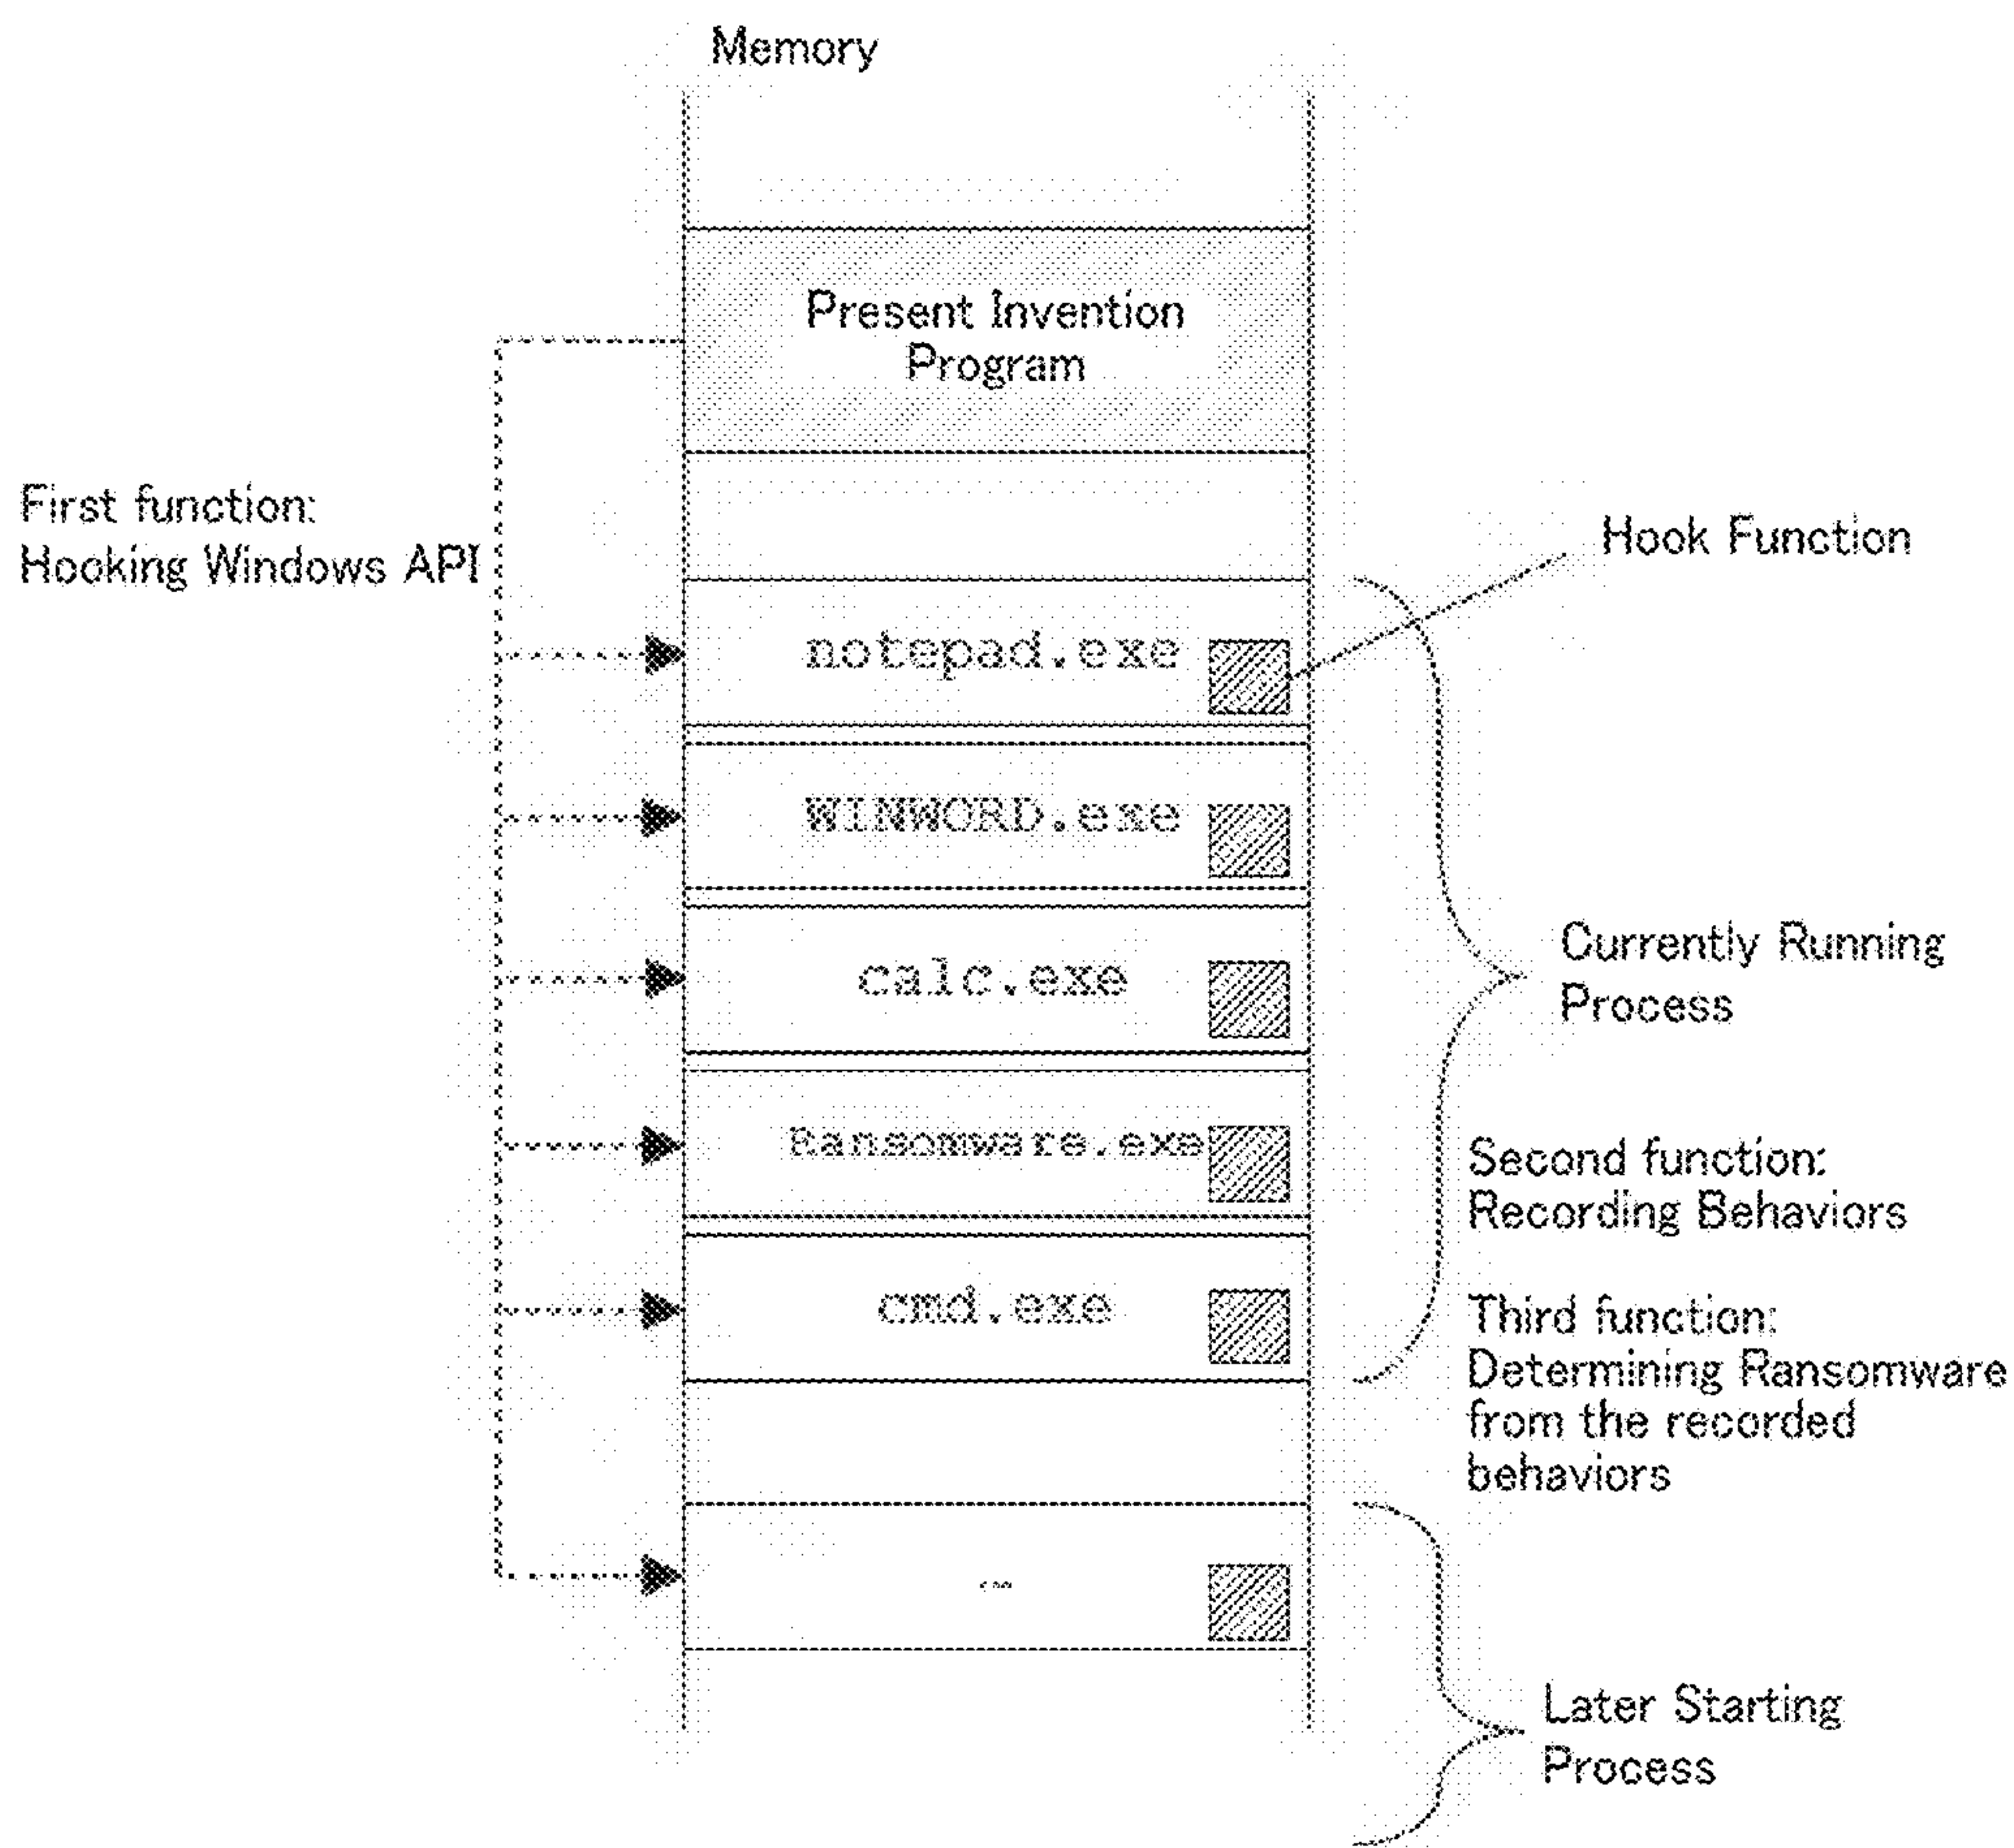 Memory
Present Invention
Program
First function:
Hooking Windows API
Hook Function
notepad.exe
WINWORD.exe
calc.exe
Currently Running
Process
Ransomware.exe
Second function:
Recording Behaviors
cmd.exe
Third function:
Determining Ransomware
from the recorded
behaviors
...
Later Starting
Process